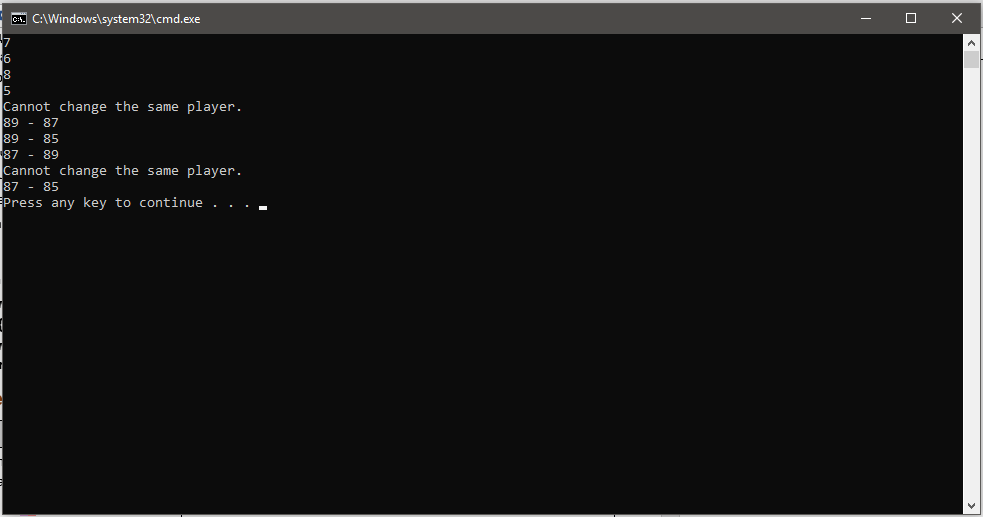 C:\Windows\system32\cmd.exe
7
6
8
5
Cannot change the same player.
89 - 87
89 - 85
87 - 89
Cannot change the same player.
87 - 85
Press any key to continue . . .